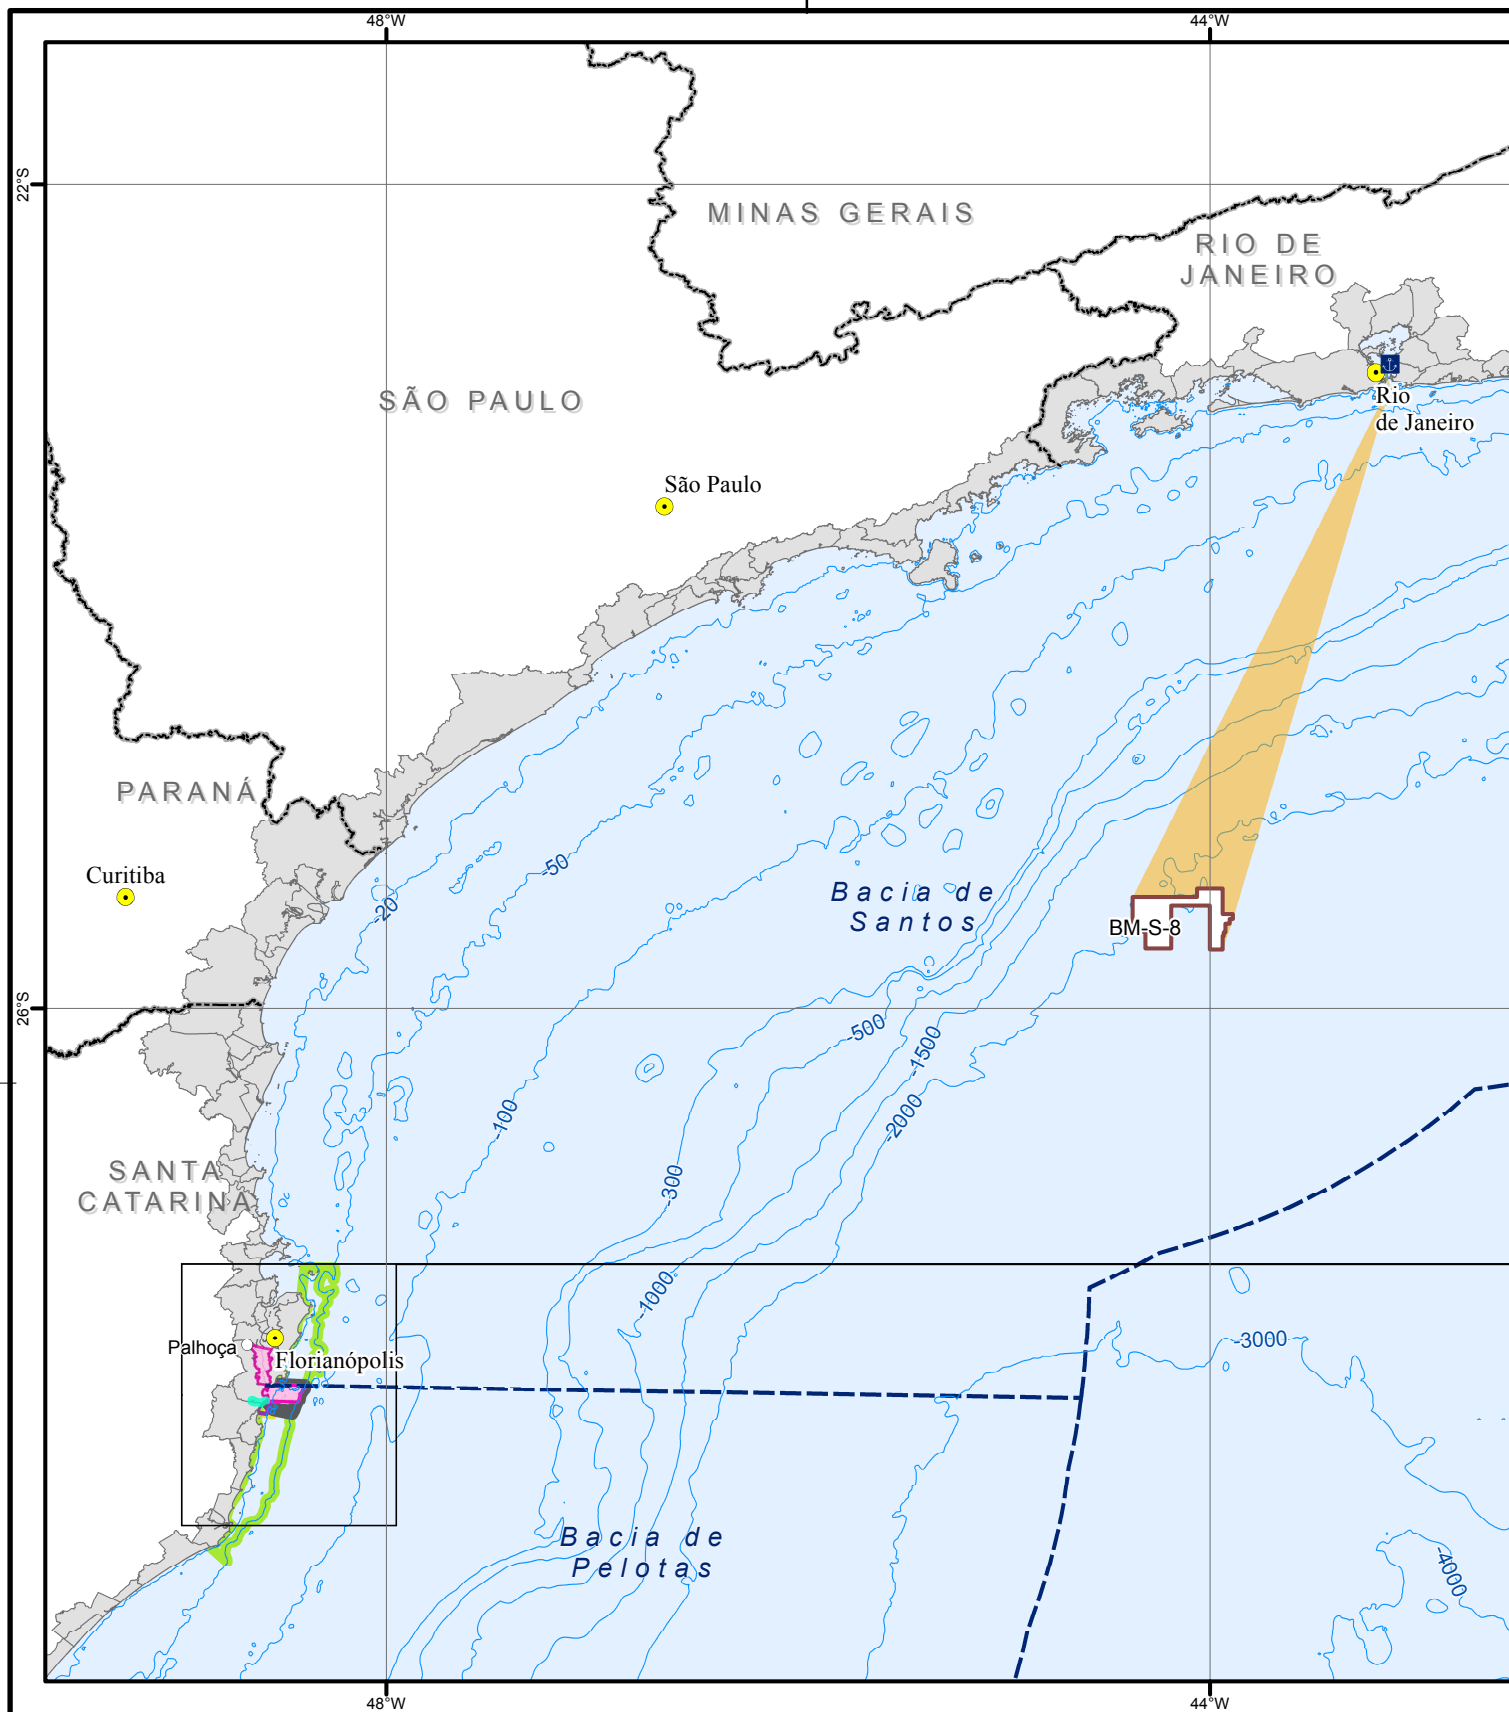 48°W
44°W
22°S
MINAS GERAIS
RIO DE
JANEIRO
SÃO PAULO
Rio
de Janeiro
São Paulo
PARANÁ
-50
Curitiba
-20
Bacia de
Santos
BM-S-8
26°S
-500
-1500
-100
-2000
SANTA
CATARINA
-300
-1000
-3000
Palhoça
Florianópolis
Bacia de
Pelotas
-4000
48°W
44°W